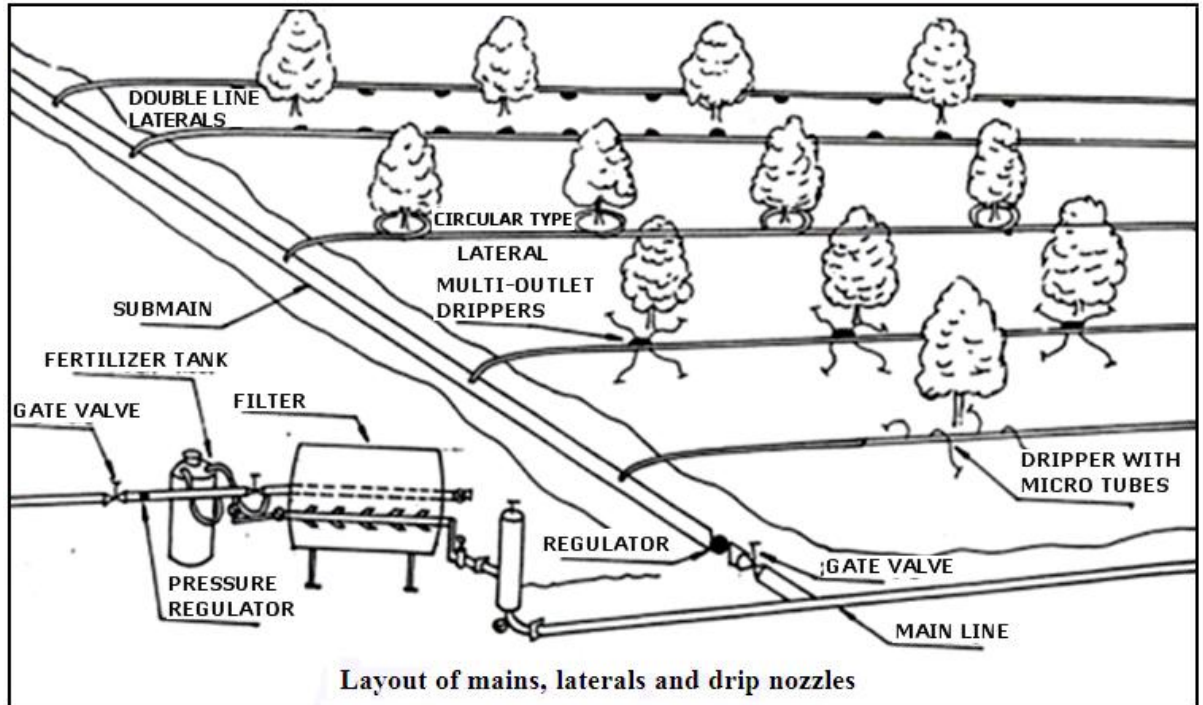 DOUBLE LINE
LATERALS
CIRCULAR TYPE
LATERAL
MULTI-OUTLET
DRIPPERS
SUBMAIN
FERTILIZER TANK
GATE VALVE
FILTER
DRIPPER WITH
MICRO TUBES
REGULATOR
GATE VALVE
PRESSURE
REGULATOR
MAIN LINE
Layout of mains, laterals and drip nozzles